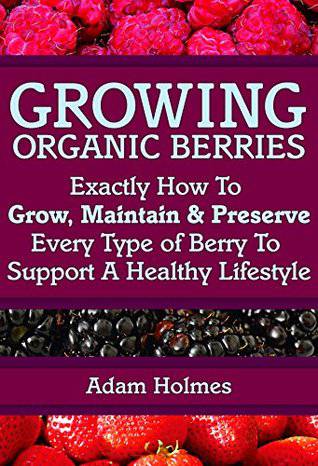 GROWING
ORGANIC BERRIES
Exactly How To
Grow, Maintain & Preserve
Every Type of Berry To
Support A Healthy Lifestyle
Adam Holmes